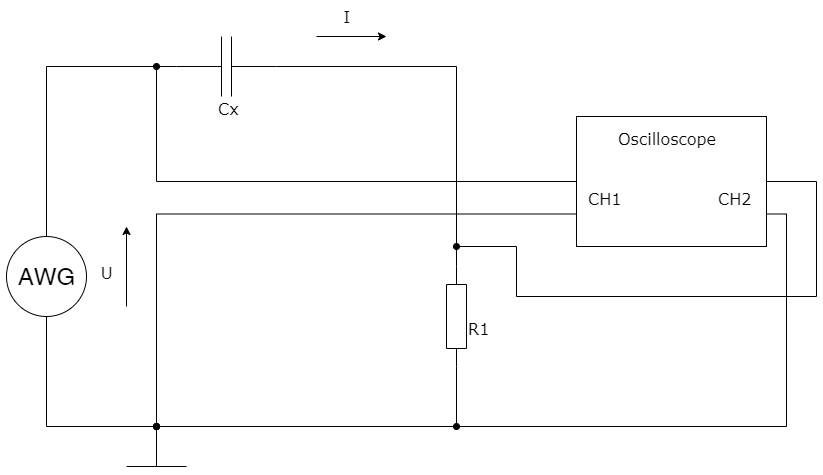 I
Cx
Oscilloscope
CH1
CH2
AWG
U
R1